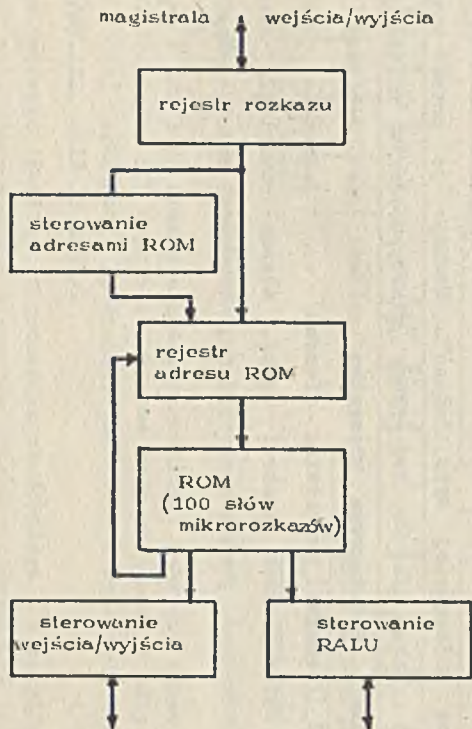 magistrala wejścia/wyjścia
rejestr rozkazu
sterowanie
adresami ROM
rejestr
adresu ROM
ROM
(100 słów
mikrorozkazów)
sterowanie
wejścia/wyjścia
sterowanie
RALU